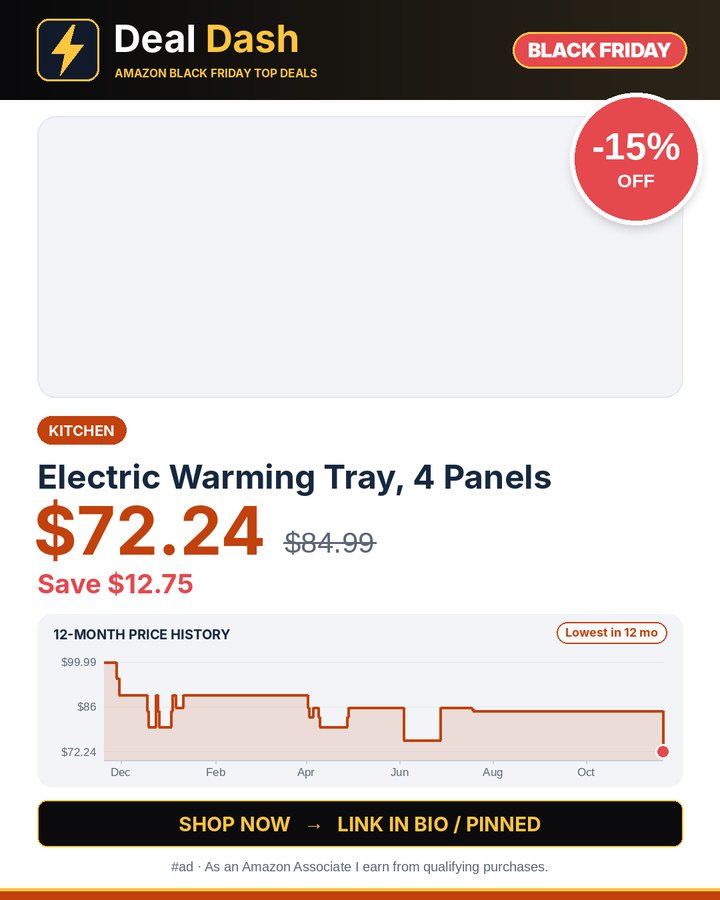 Deal Dash
AMAZON BLACK FRIDAY TOP DEALS
BLACK FRIDAY
-15%
OFF
KITCHEN
Electric Warming Tray, 4 Panels
$72.24 $84.99
Save $12.75
12-MONTH PRICE HISTORY
Lowest in 12 mo
$99.99
$86
$72.24
Dec Feb Apr Jun Aug Oct
SHOP NOW → LINK IN BIO / PINNED
#ad · As an Amazon Associate I earn from qualifying purchases.